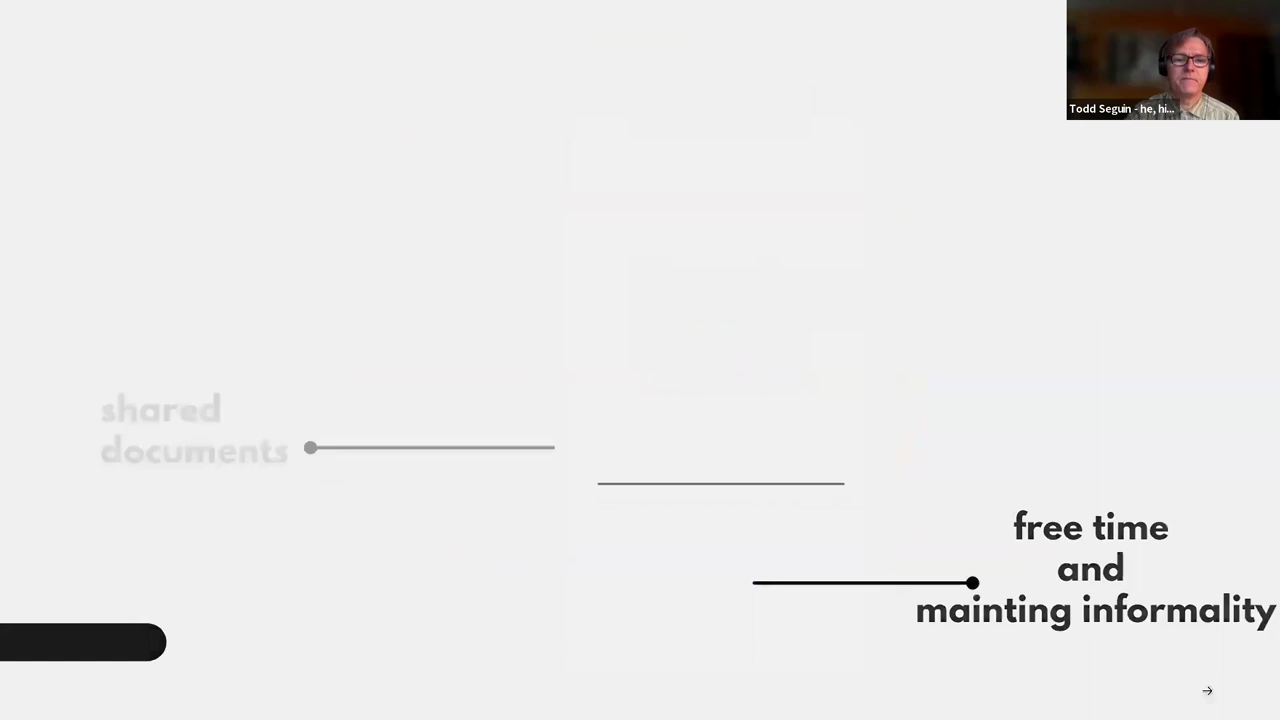 Todd Seguin - he, hi...
shared
documents
free time
and
mainting informality